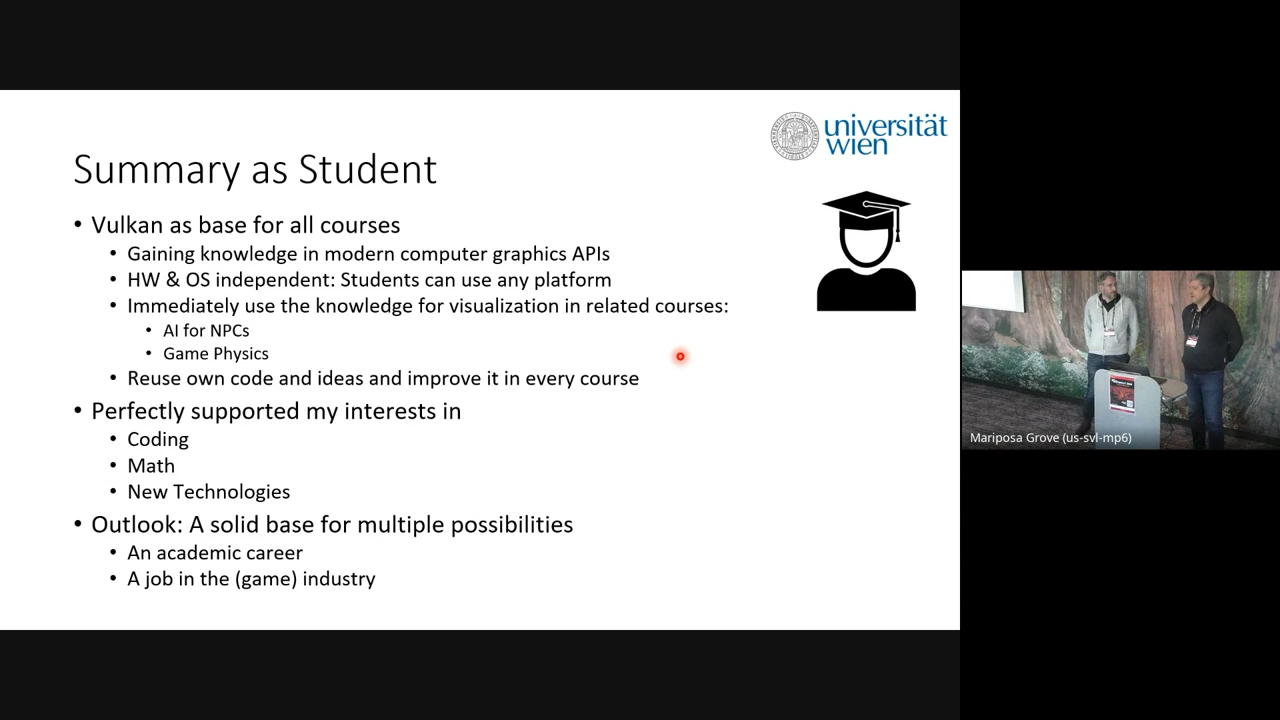 universität
wien
Summary as Student
• Vulkan as base for all courses
• Gaining knowledge in modern computer graphics APIs
• HW & OS independent: Students can use any platform
• Immediately use the knowledge for visualization in related courses:
• AI for NPCs
• Game Physics
• Reuse own code and ideas and improve it in every course
• Perfectly supported my interests in
• Coding
• Math
• New Technologies
• Outlook: A solid base for multiple possibilities
• An academic career
• A job in the (game) industry
Mariposa Grove (us-svl-mp6)